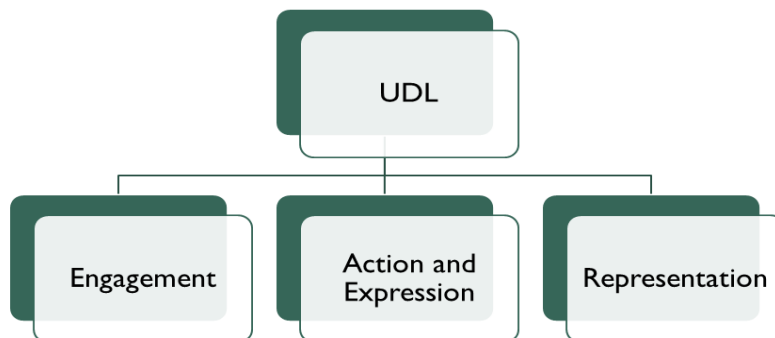 UDL
Engagement
Action and
Expression
Representation